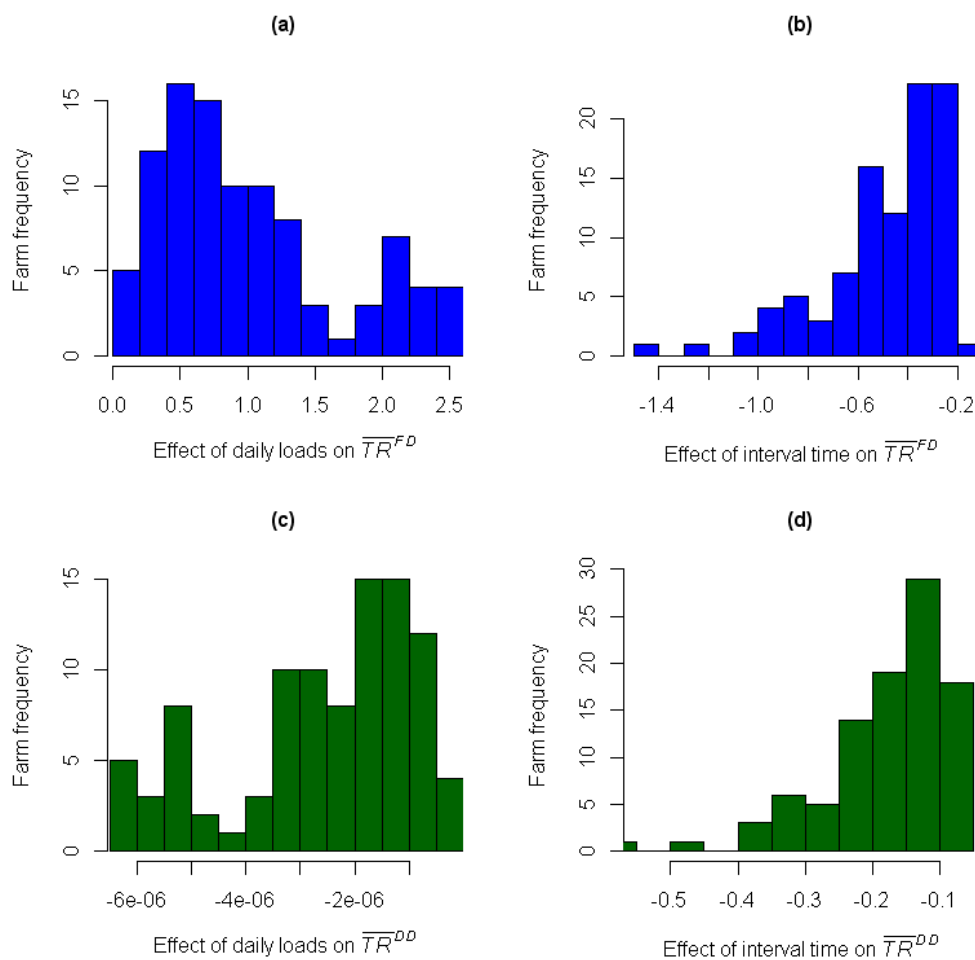 (a)
Farm frequency
0 5 10 15
0.0 0.5 1.0 1.5 2.0 2.5
Effect of daily loads on TR^FD
(b)
Farm frequency
0 5 10 15 20
-1.4 -1.0 -0.6 -0.2
Effect of interval time on TR^FD
(c)
Farm frequency
0 5 10 15
-6e-06 -4e-06 -2e-06
Effect of daily loads on TR^DD
(d)
Farm frequency
0 5 10 15 20 25 30
-0.5 -0.4 -0.3 -0.2 -0.1
Effect of interval time on TR^DD